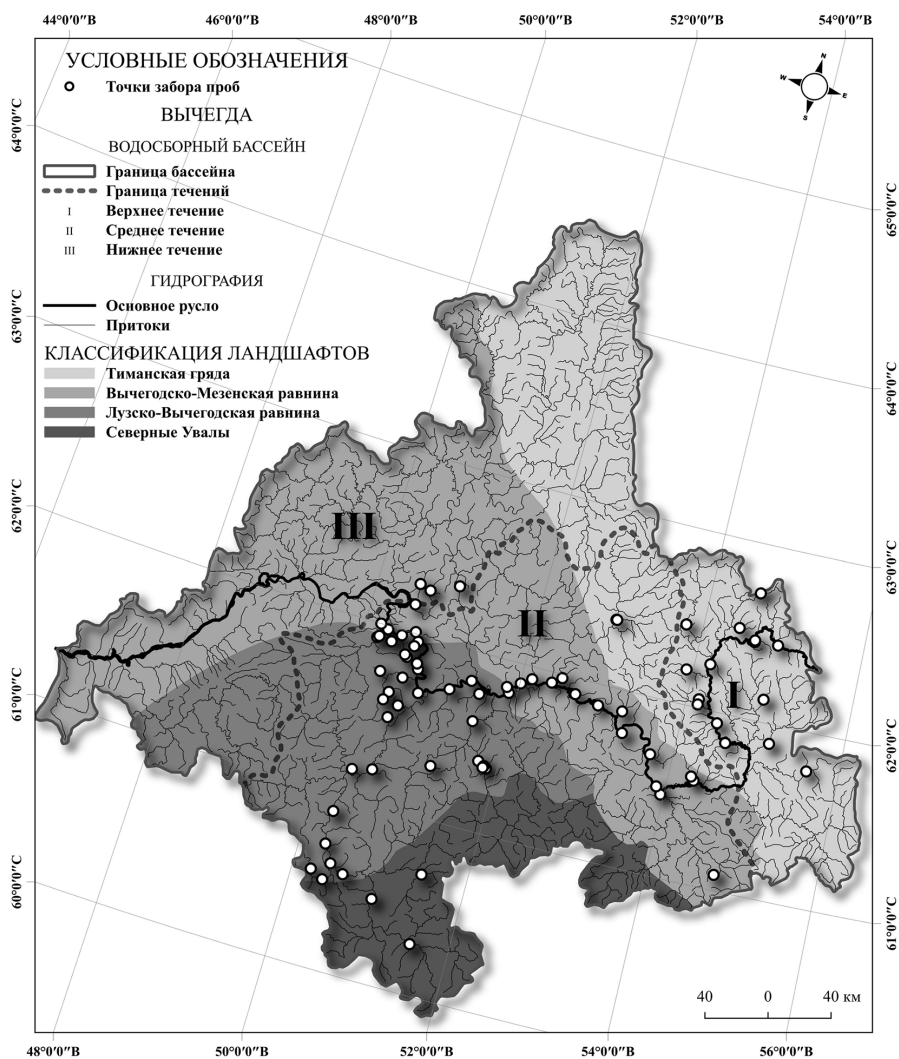 44°0'0"В 46°0'0"В 48°0'0"В 50°0'0"В 52°0'0"В 54°0'0"В
УСЛОВНЫЕ ОБОЗНАЧЕНИЯ
Точки забора проб
ВЫЧЕГДА
ВОДОСБОРНЫЙ БАССЕЙН
Граница бассейна
Граница течений
I Верхнее течение
II Среднее течение
III Нижнее течение
ГИДРОГРАФИЯ
Основное русло
Притоки
КЛАССИФИКАЦИЯ ЛАНДШАФТОВ
Тиманская гряда
Вычегодско-Мезенская равнина
Лузско-Вычегодская равнина
Северные Увалы
N
W
E
S
64°0'0"С
63°0'0"С
62°0'0"С
61°0'0"С
60°0'0"С
65°0'0"С
64°0'0"С
63°0'0"С
62°0'0"С
61°0'0"С
III
II
I
40 0 40 км
48°0'0"В 50°0'0"В 52°0'0"В 54°0'0"В 56°0'0"В